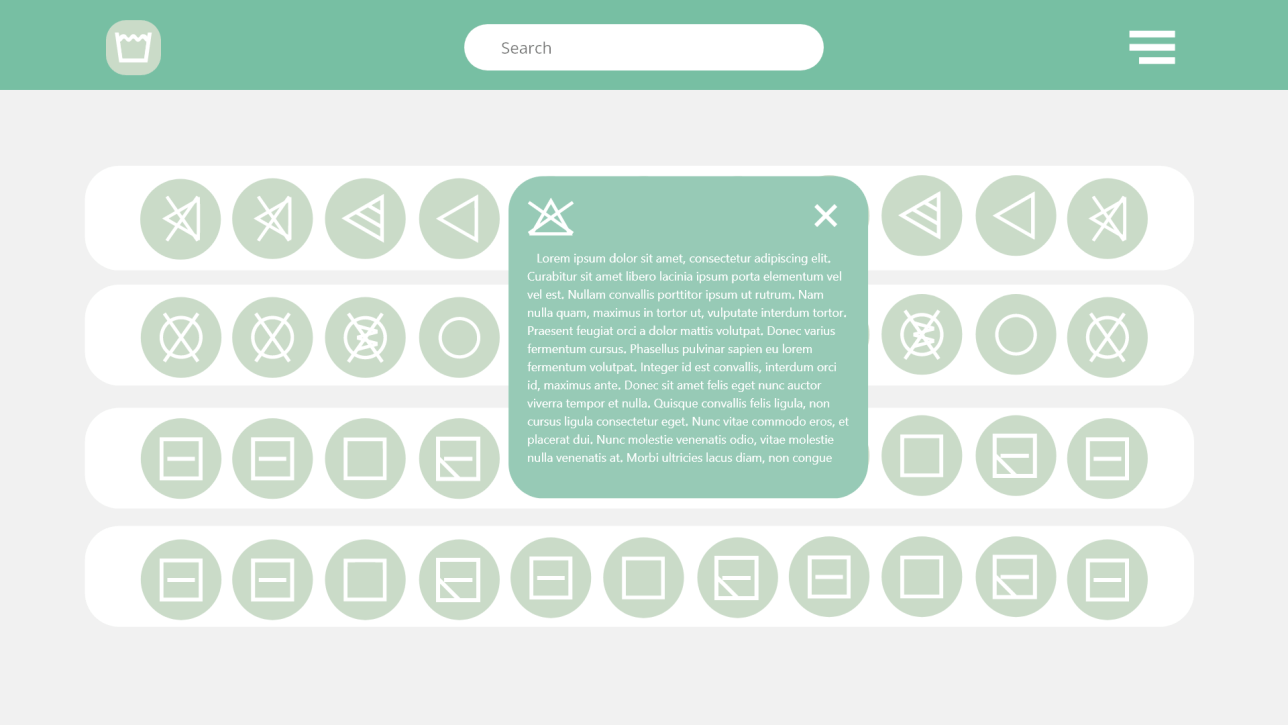 Search
Lorem ipsum dolor sit amet, consectetur adipiscing elit.
Curabitur sit amet libero lacinia ipsum porta elementum vel
vel est. Nullam convallis porttitor ipsum ut rutrum. Nam
nulla quam, maximus in tortor ut, vulputate interdum tortor.
Praesent feugiat orci a dolor mattis volutpat. Donec varius
fermentum cursus. Phasellus pulvinar sapien eu lorem
fermentum volutpat. Integer id est convallis, interdum orci
id, maximus ante. Donec sit amet felis eget nunc auctor
viverra tempor et nulla. Quisque convallis felis ligula, non
cursus ligula consectetur eget. Nunc vitae commodo eros, et
placerat dui. Nunc molestie venenatis odio, vitae molestie
nulla venenatis at. Morbi ultricies lacus diam, non congue